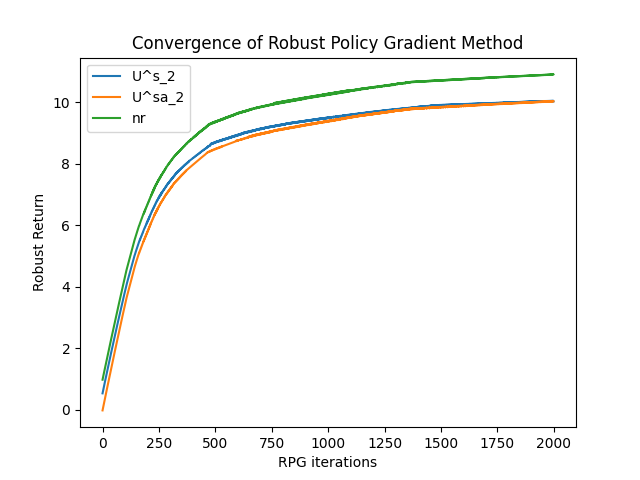 Convergence of Robust Policy Gradient Method
U^s_2
U^sa_2
nr
Robust Return
10
8
6
4
2
0
0 250 500 750 1000 1250 1500 1750 2000
RPG iterations